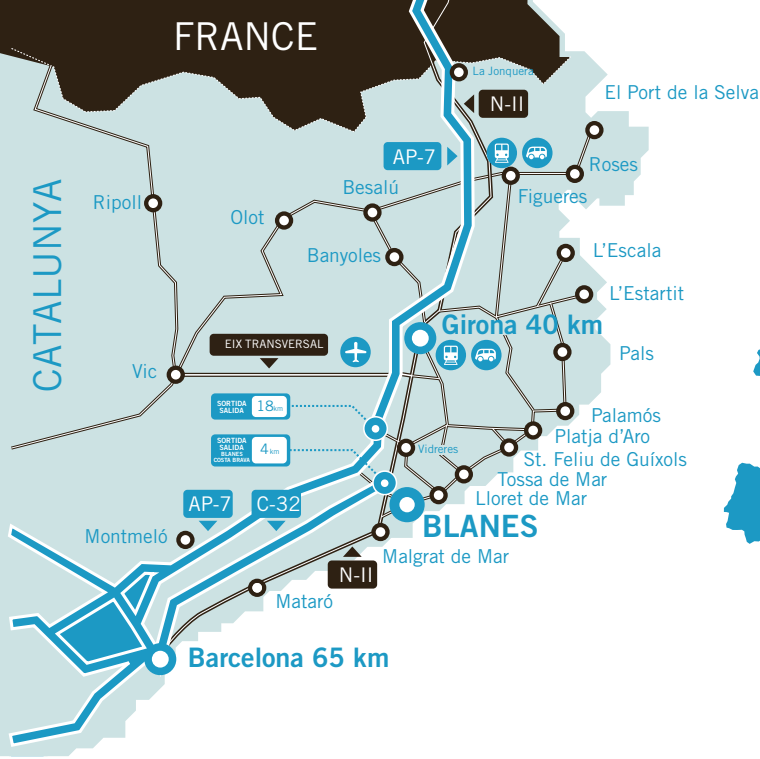 FRANCE
La Jonquera
El Port de la Selva
N-II
AP-7
Roses
Besalú
Figueres
Ripoll
Olot
CATALUNYA
Banyoles
L'Escala
L'Estartit
Girona 40 km
EIX TRANSVERSAL
Pals
Vic
SORTIDA
SALIDA
18km
Palamós
Platja d'Aro
SORTIDA
SALIDA
BLANES
COSTA BRAVA
4km
Vidreres
St. Feliu de Guíxols
Tossa de Mar
Lloret de Mar
AP-7
C-32
BLANES
Montmeló
Malgrat de Mar
N-II
Mataró
Barcelona 65 km